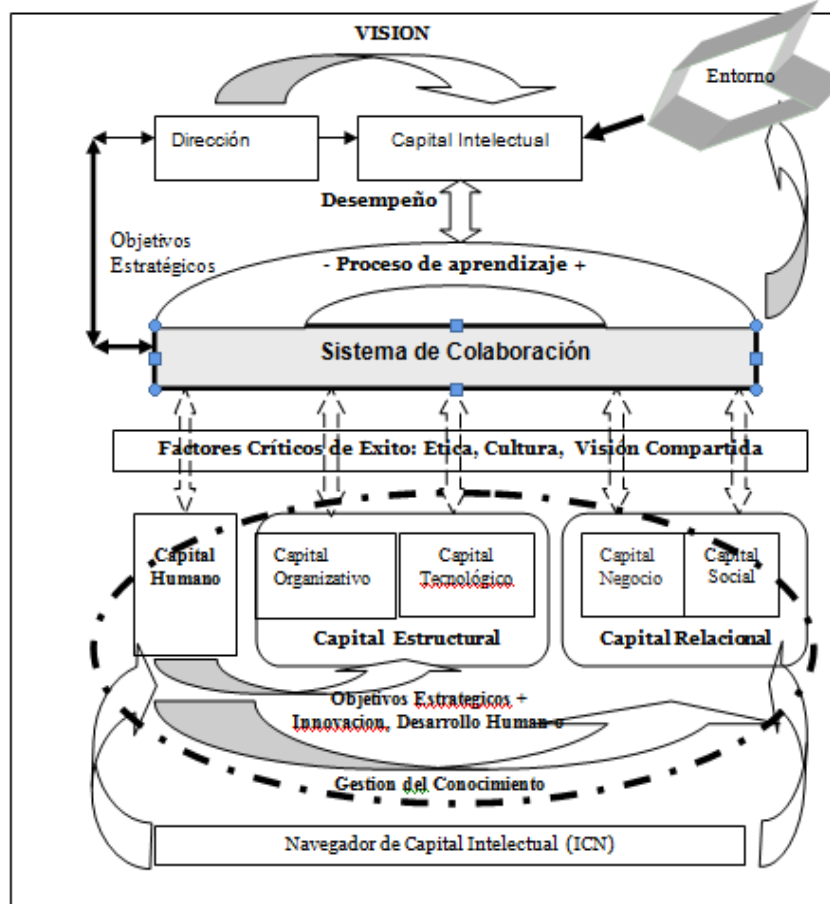 VISION
Entorno
Dirección
Capital Intelectual
Desempeño
Objetivos
Estratégicos
- Proceso de aprendizaje +
Sistema de Colaboración
Factores Críticos de Exito: Etica, Cultura, Visión Compartida
Capital
Humano
Capital
Organizativo
Capital
Tecnológico
Capital Estructural
Capital
Negocio
Capital
Social
Capital Relacional
Objetivos Estrategicos +
Innovacion, Desarrollo Human o
Gestion del Conocimiento
Navegador de Capital Intelectual (ICN)